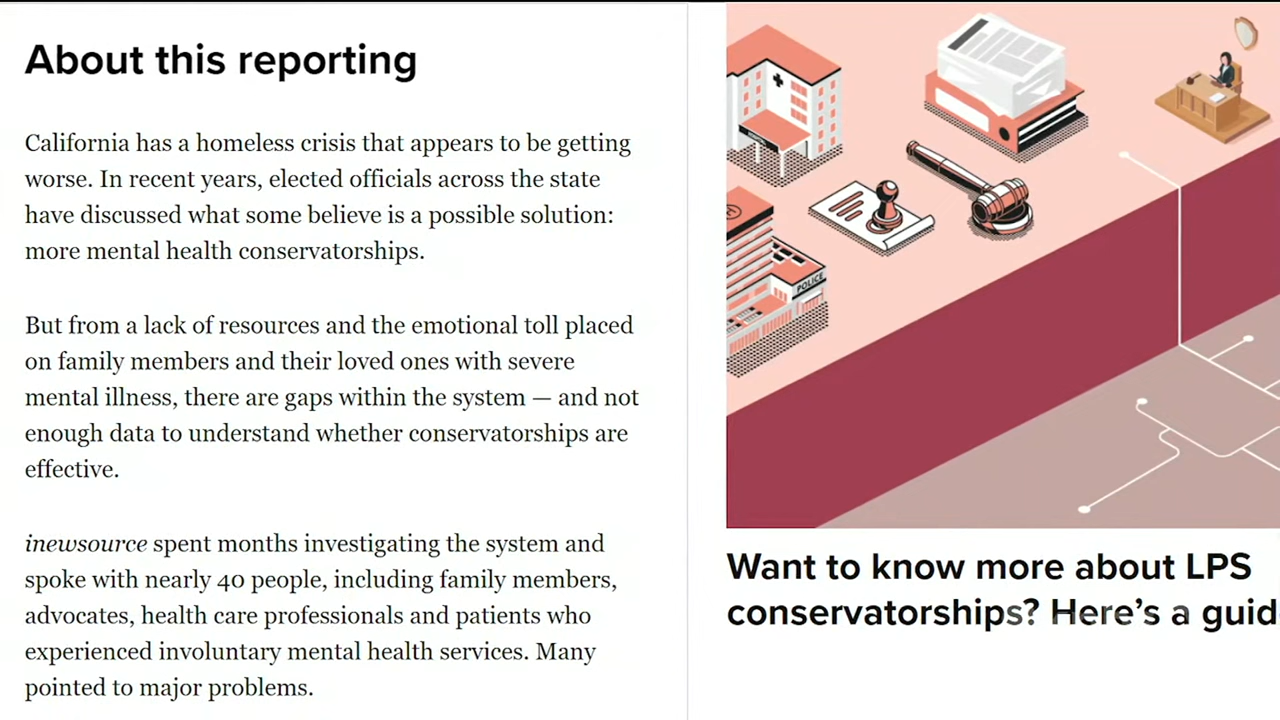 About this reporting
California has a homeless crisis that appears to be getting
worse. In recent years, elected officials across the state
have discussed what some believe is a possible solution:
more mental health conservatorships.
But from a lack of resources and the emotional toll placed
on family members and their loved ones with severe
mental illness, there are gaps within the system — and not
enough data to understand whether conservatorships are
effective.
inewsource spent months investigating the system and
spoke with nearly 40 people, including family members,
advocates, health care professionals and patients who
experienced involuntary mental health services. Many
pointed to major problems.
POLICE
H
Want to know more about LPS
conservatorships? Here's a guid